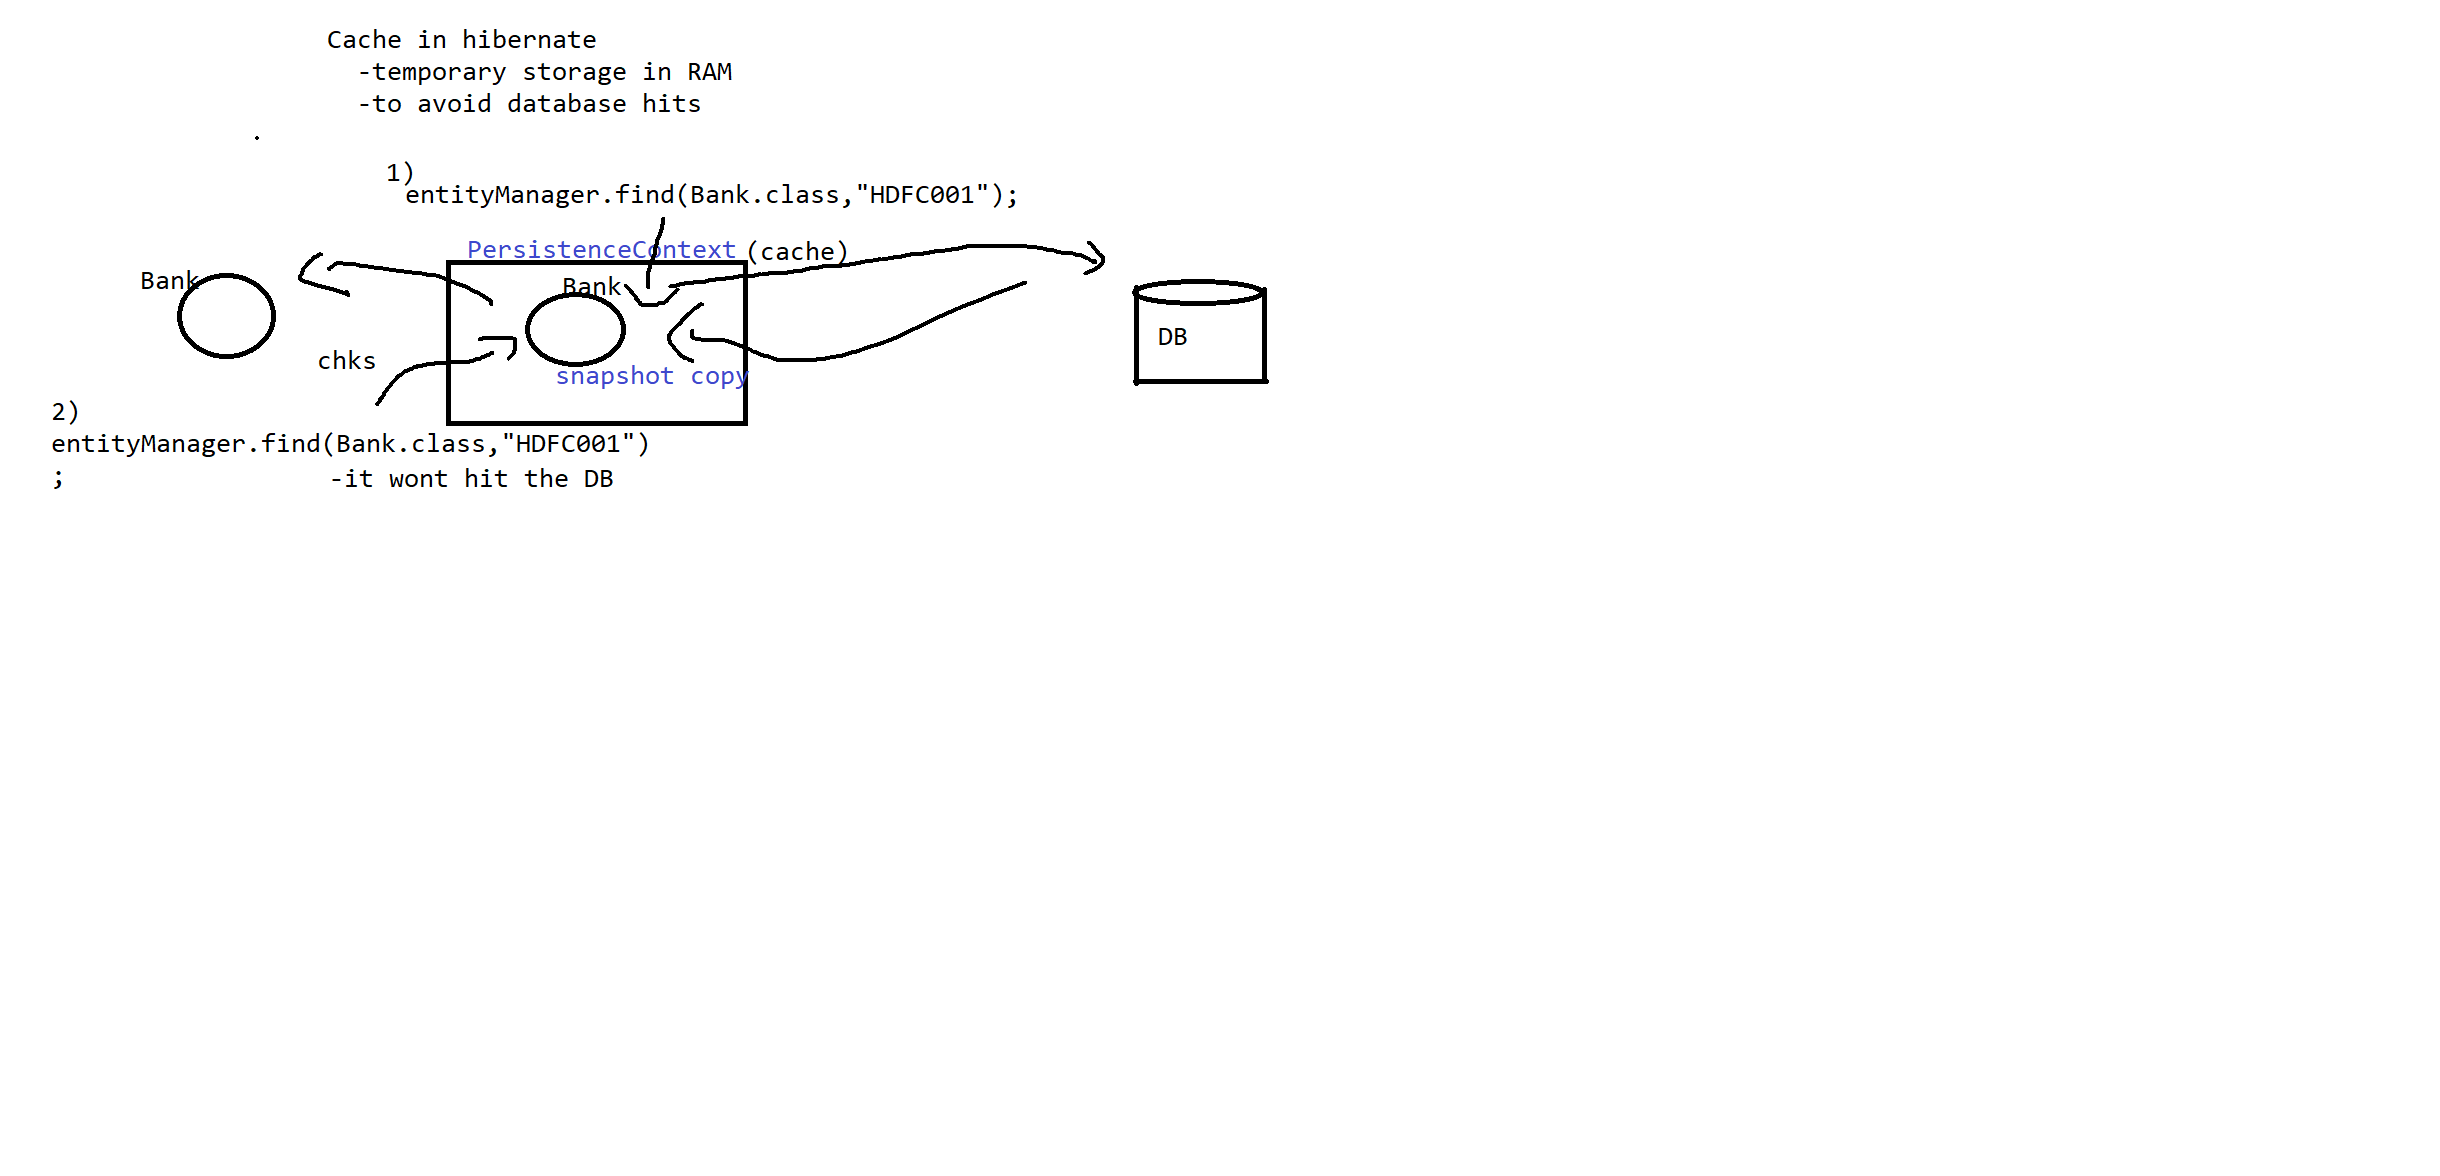 Cache in hibernate
-temporary storage in RAM
-to avoid database hits
1)
entityManager.find(Bank.class,"HDFC001");
PersistenceContext (cache)
Bank
Bank
DB
chks
snapshot copy
2)
entityManager.find(Bank.class,"HDFC001")
; -it wont hit the DB